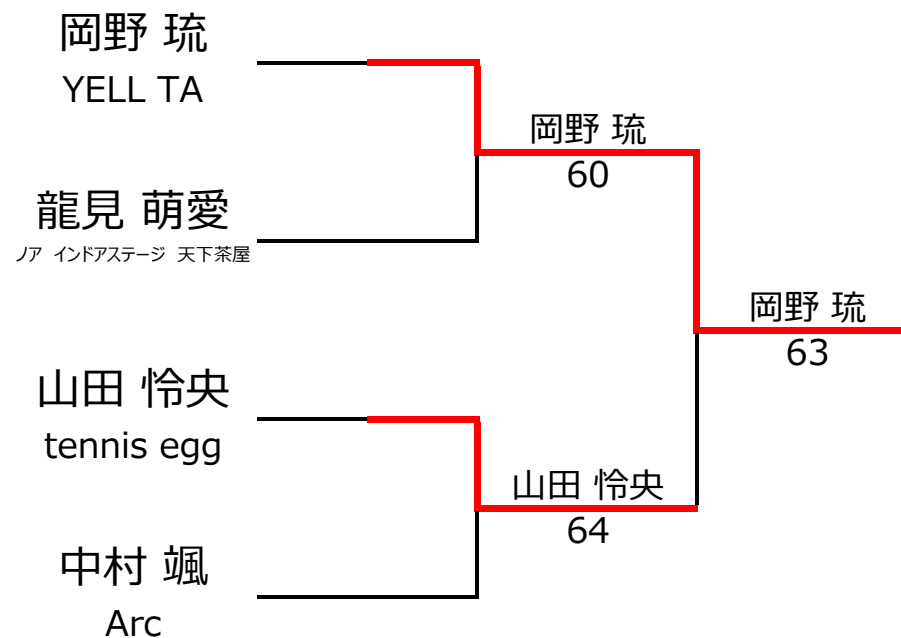 岡野 琉
YELL TA
龍見 萌愛
ノア インドアステージ 天下茶屋
山田 怜央
tennis egg
中村 颯
Arc
岡野 琉
60
山田 怜央
64
岡野 琉
63